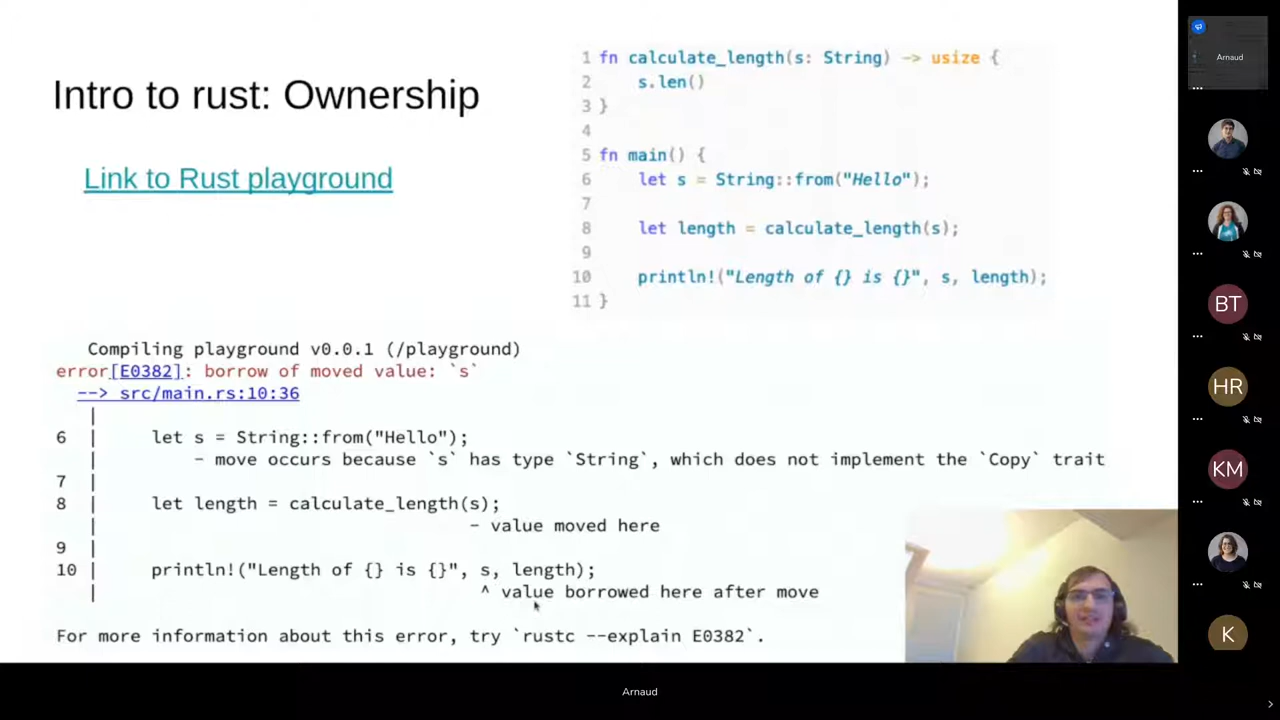 Intro to rust: Ownership
Link to Rust playground
1 fn calculate_length(s: String) -> usize {
2     s.len()
3 }
4
5 fn main() {
6     let s = String::from("Hello");
7
8     let length = calculate_length(s);
9
10     println!("Length of {} is {}", s, length);
11 }
Compiling playground v0.0.1 (/playground)
error[E0382]: borrow of moved value: `s`
--> src/main.rs:10:36
|
6 |     let s = String::from("Hello");
|         - move occurs because `s` has type `String`, which does not implement the `Copy` trait
7 |
8 |     let length = calculate_length(s);
|                                   - value moved here
9 |
10 |     println!("Length of {} is {}", s, length);
|                                    ^ value borrowed here after move
For more information about this error, try `rustc --explain E0382`.
Arnaud
BT
HR
KM
K
Arnaud